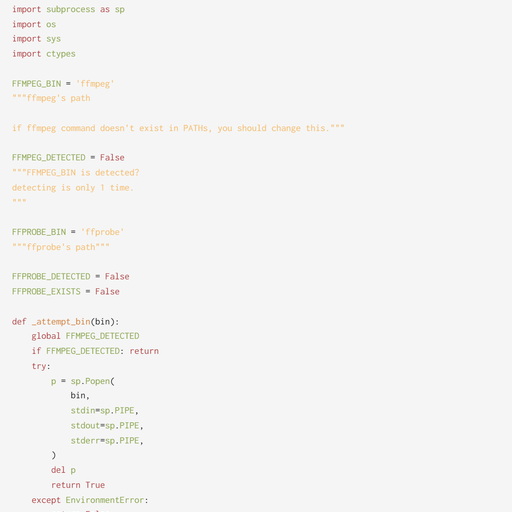 import subprocess as sp
import os
import sys
import ctypes
FFMPEG_BIN = 'ffmpeg'
"""ffmpeg's path
if ffmpeg command doesn't exist in PATHs, you should change this."""
FFMPEG_DETECTED = False
"""FFMPEG_BIN is detected?
detecting is only 1 time.
"""
FFPROBE_BIN = 'ffprobe'
"""ffprobe's path"""
FFPROBE_DETECTED = False
FFPROBE_EXISTS = False
def _attempt_bin(bin):
    global FFMPEG_DETECTED
    if FFMPEG_DETECTED: return
    try:
        p = sp.Popen(
            bin,
            stdin=sp.PIPE,
            stdout=sp.PIPE,
            stderr=sp.PIPE,
        )
        del p
        return True
    except EnvironmentError: